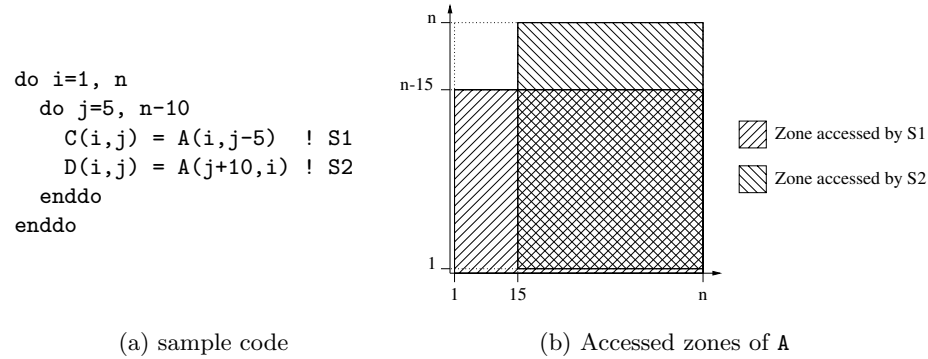 do i=1, n
do j=5, n-10
C(i,j) = A(i,j-5) ! S1
D(i,j) = A(j+10,i) ! S2
enddo
enddo
n
n-15
1
1 15 n
Zone accessed by S1
Zone accessed by S2
(a) sample code
(b) Accessed zones of A